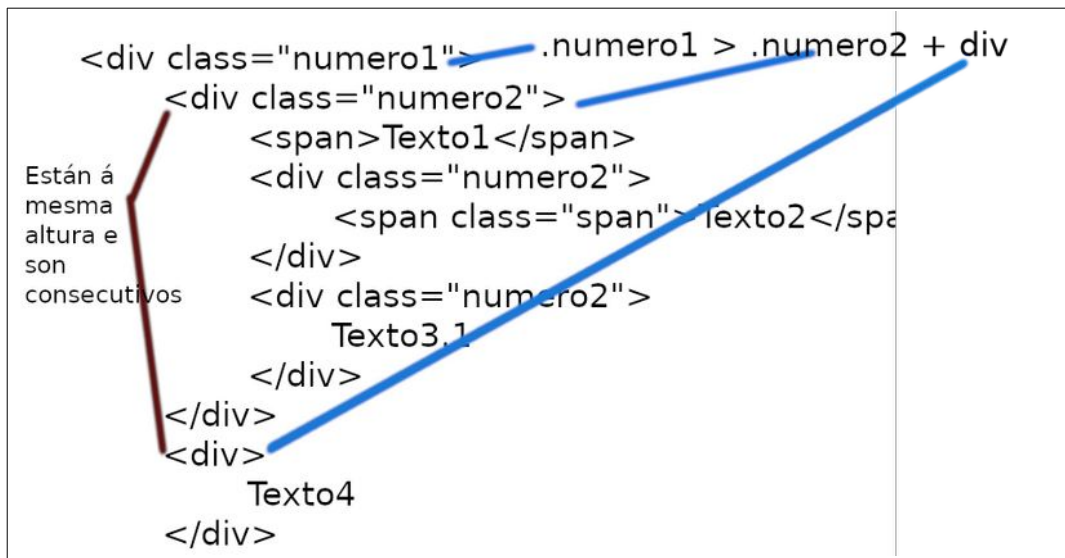 <div class="numero1">
.numero1 > .numero2 + div
<div class="numero2">
<span>Texto1</span>
<div class="numero2">
<span class="span">Texto2</spa
</div>
<div class="numero2">
Texto3.1
</div>
</div>
<div>
Texto4
</div>
Están á
mesma
altura e
son
consecutivos